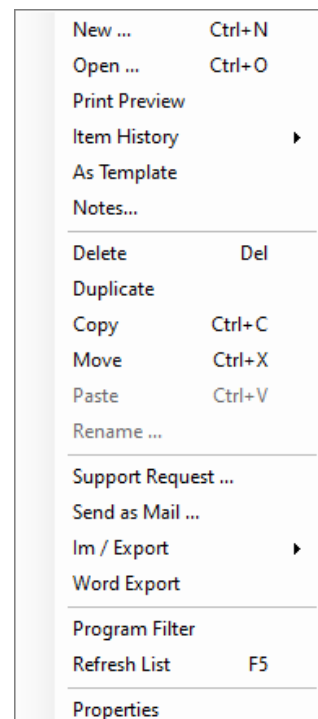 New ... Ctrl+N
Open ... Ctrl+O
Print Preview
Item History
As Template
Notes...
Delete Del
Duplicate
Copy Ctrl+C
Move Ctrl+X
Paste Ctrl+V
Rename ...
Support Request ...
Send as Mail ...
Im / Export
Word Export
Program Filter
Refresh List F5
Properties